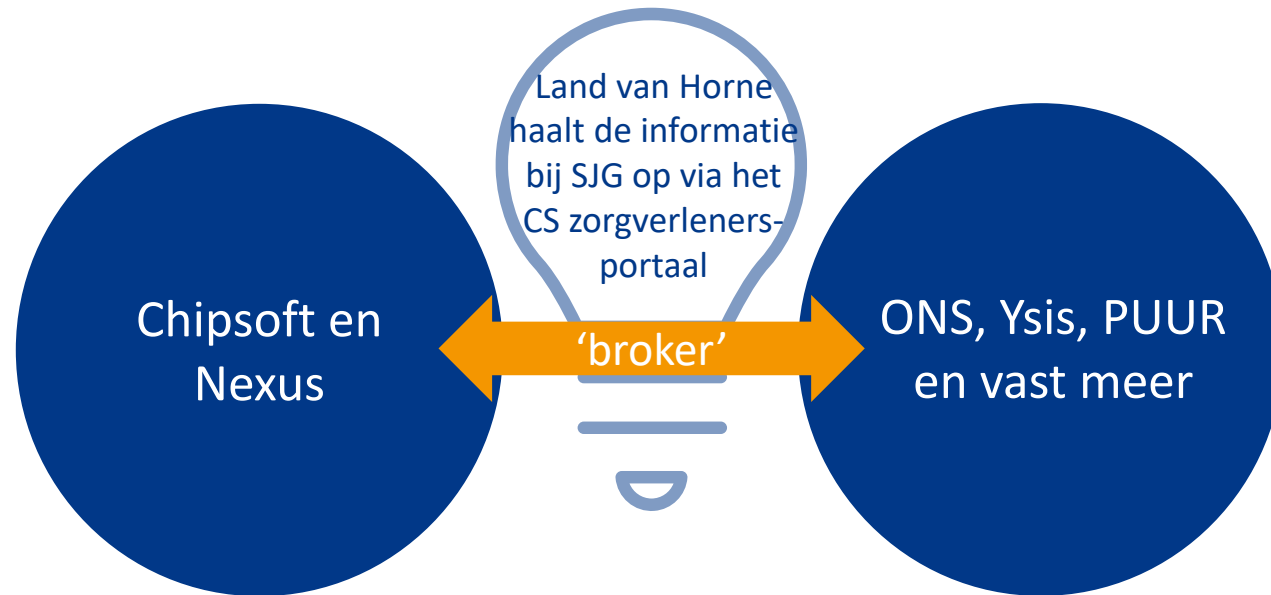 Land van Horne
haalt de informatie
bij SJG op via het
CS zorgverleners-
portaal
Chipsoft en
Nexus
‘broker’
ONS, Ysis, PUUR
en vast meer